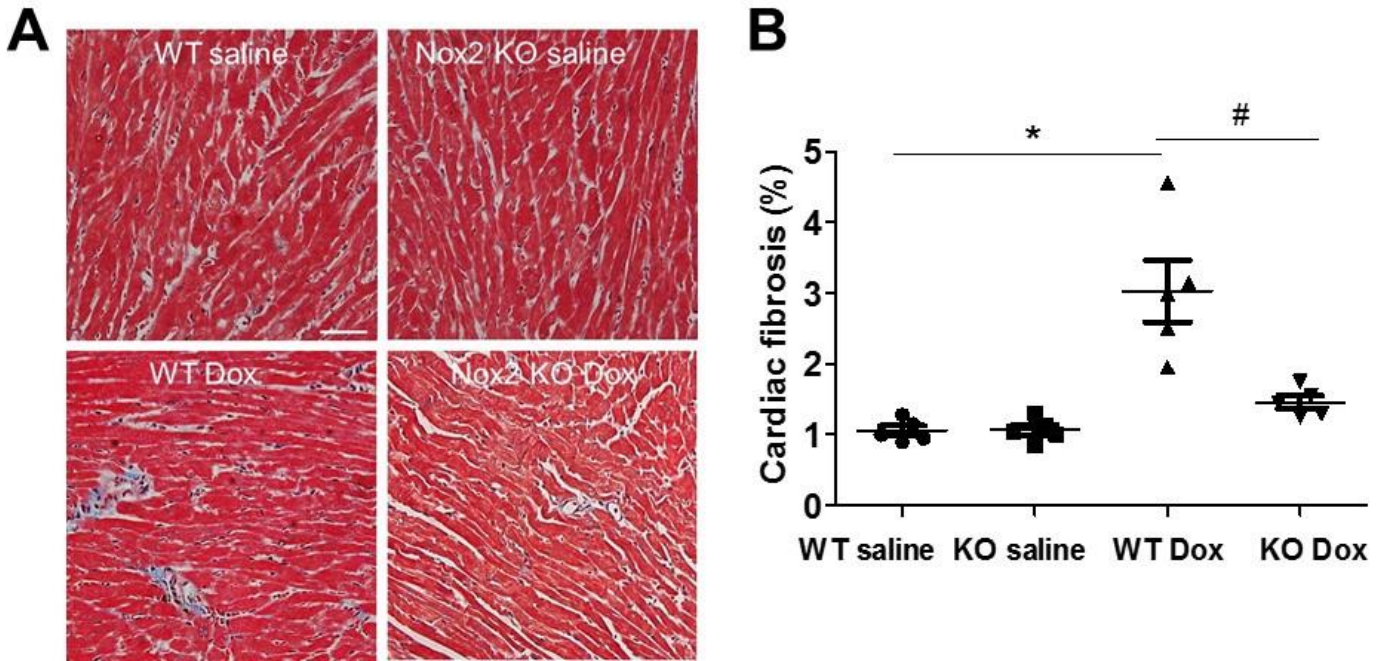 A
WT saline
Nox2 KO saline
WT Dox
Nox2 KO Dox
B
*
#
Cardiac fibrosis (%)
5
4
3
2
1
0
WT saline
KO saline
WT Dox
KO Dox